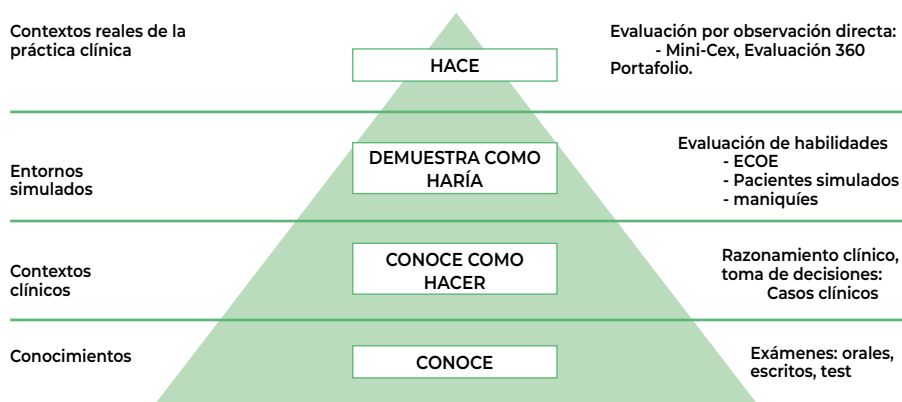 Contextos reales de la
práctica clínica
HACE
Evaluación por observación directa:
- Mini-Cex, Evaluación 360
Portafolio.
Entornos
simulados
DEMUESTRA COMO
HARÍA
Evaluación de habilidades
- ECOE
- Pacientes simulados
- maniquíes
Contextos
clínicos
CONOCE COMO
HACER
Razonamiento clínico,
toma de decisiones:
Casos clínicos
Conocimientos
CONOCE
Exámenes: orales,
escritos, test